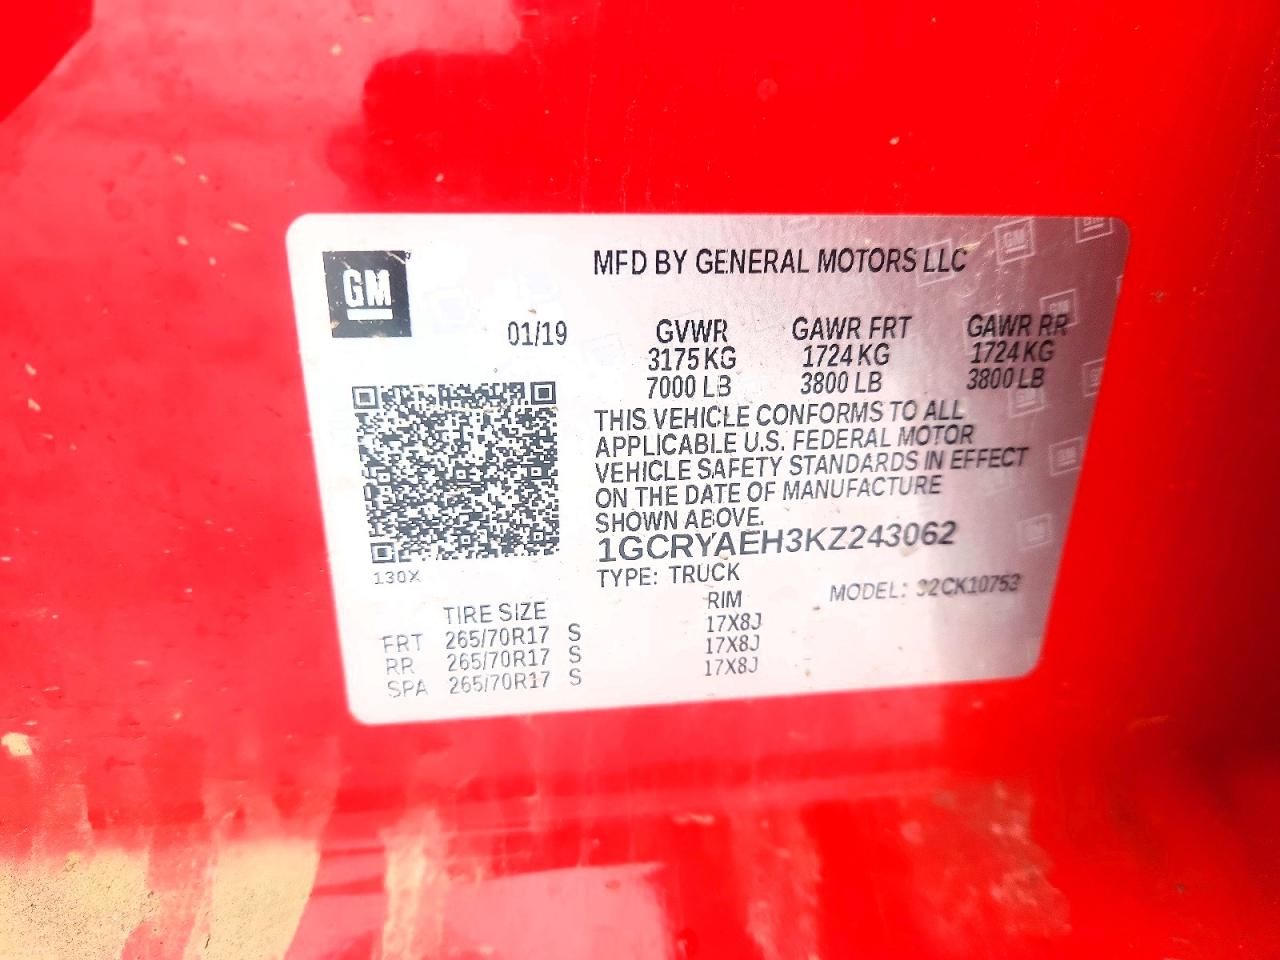 GM
MFD BY GENERAL MOTORS LLC
01/19 GVWR GAWR FRT GAWR RR
3175 KG 1724 KG 1724 KG
7000 LB 3800 LB 3800 LB
THIS VEHICLE CONFORMS TO ALL
APPLICABLE U.S. FEDERAL MOTOR
VEHICLE SAFETY STANDARDS IN EFFECT
ON THE DATE OF MANUFACTURE
SHOWN ABOVE.
1GCRYAEH3KZ243062
130X
TYPE: TRUCK
MODEL: 92CK10753
TIRE SIZE RIM
FRT 265/70R17 S 17X8J
RR 265/70R17 S 17X8J
SPA 265/70R17 S 17X8J